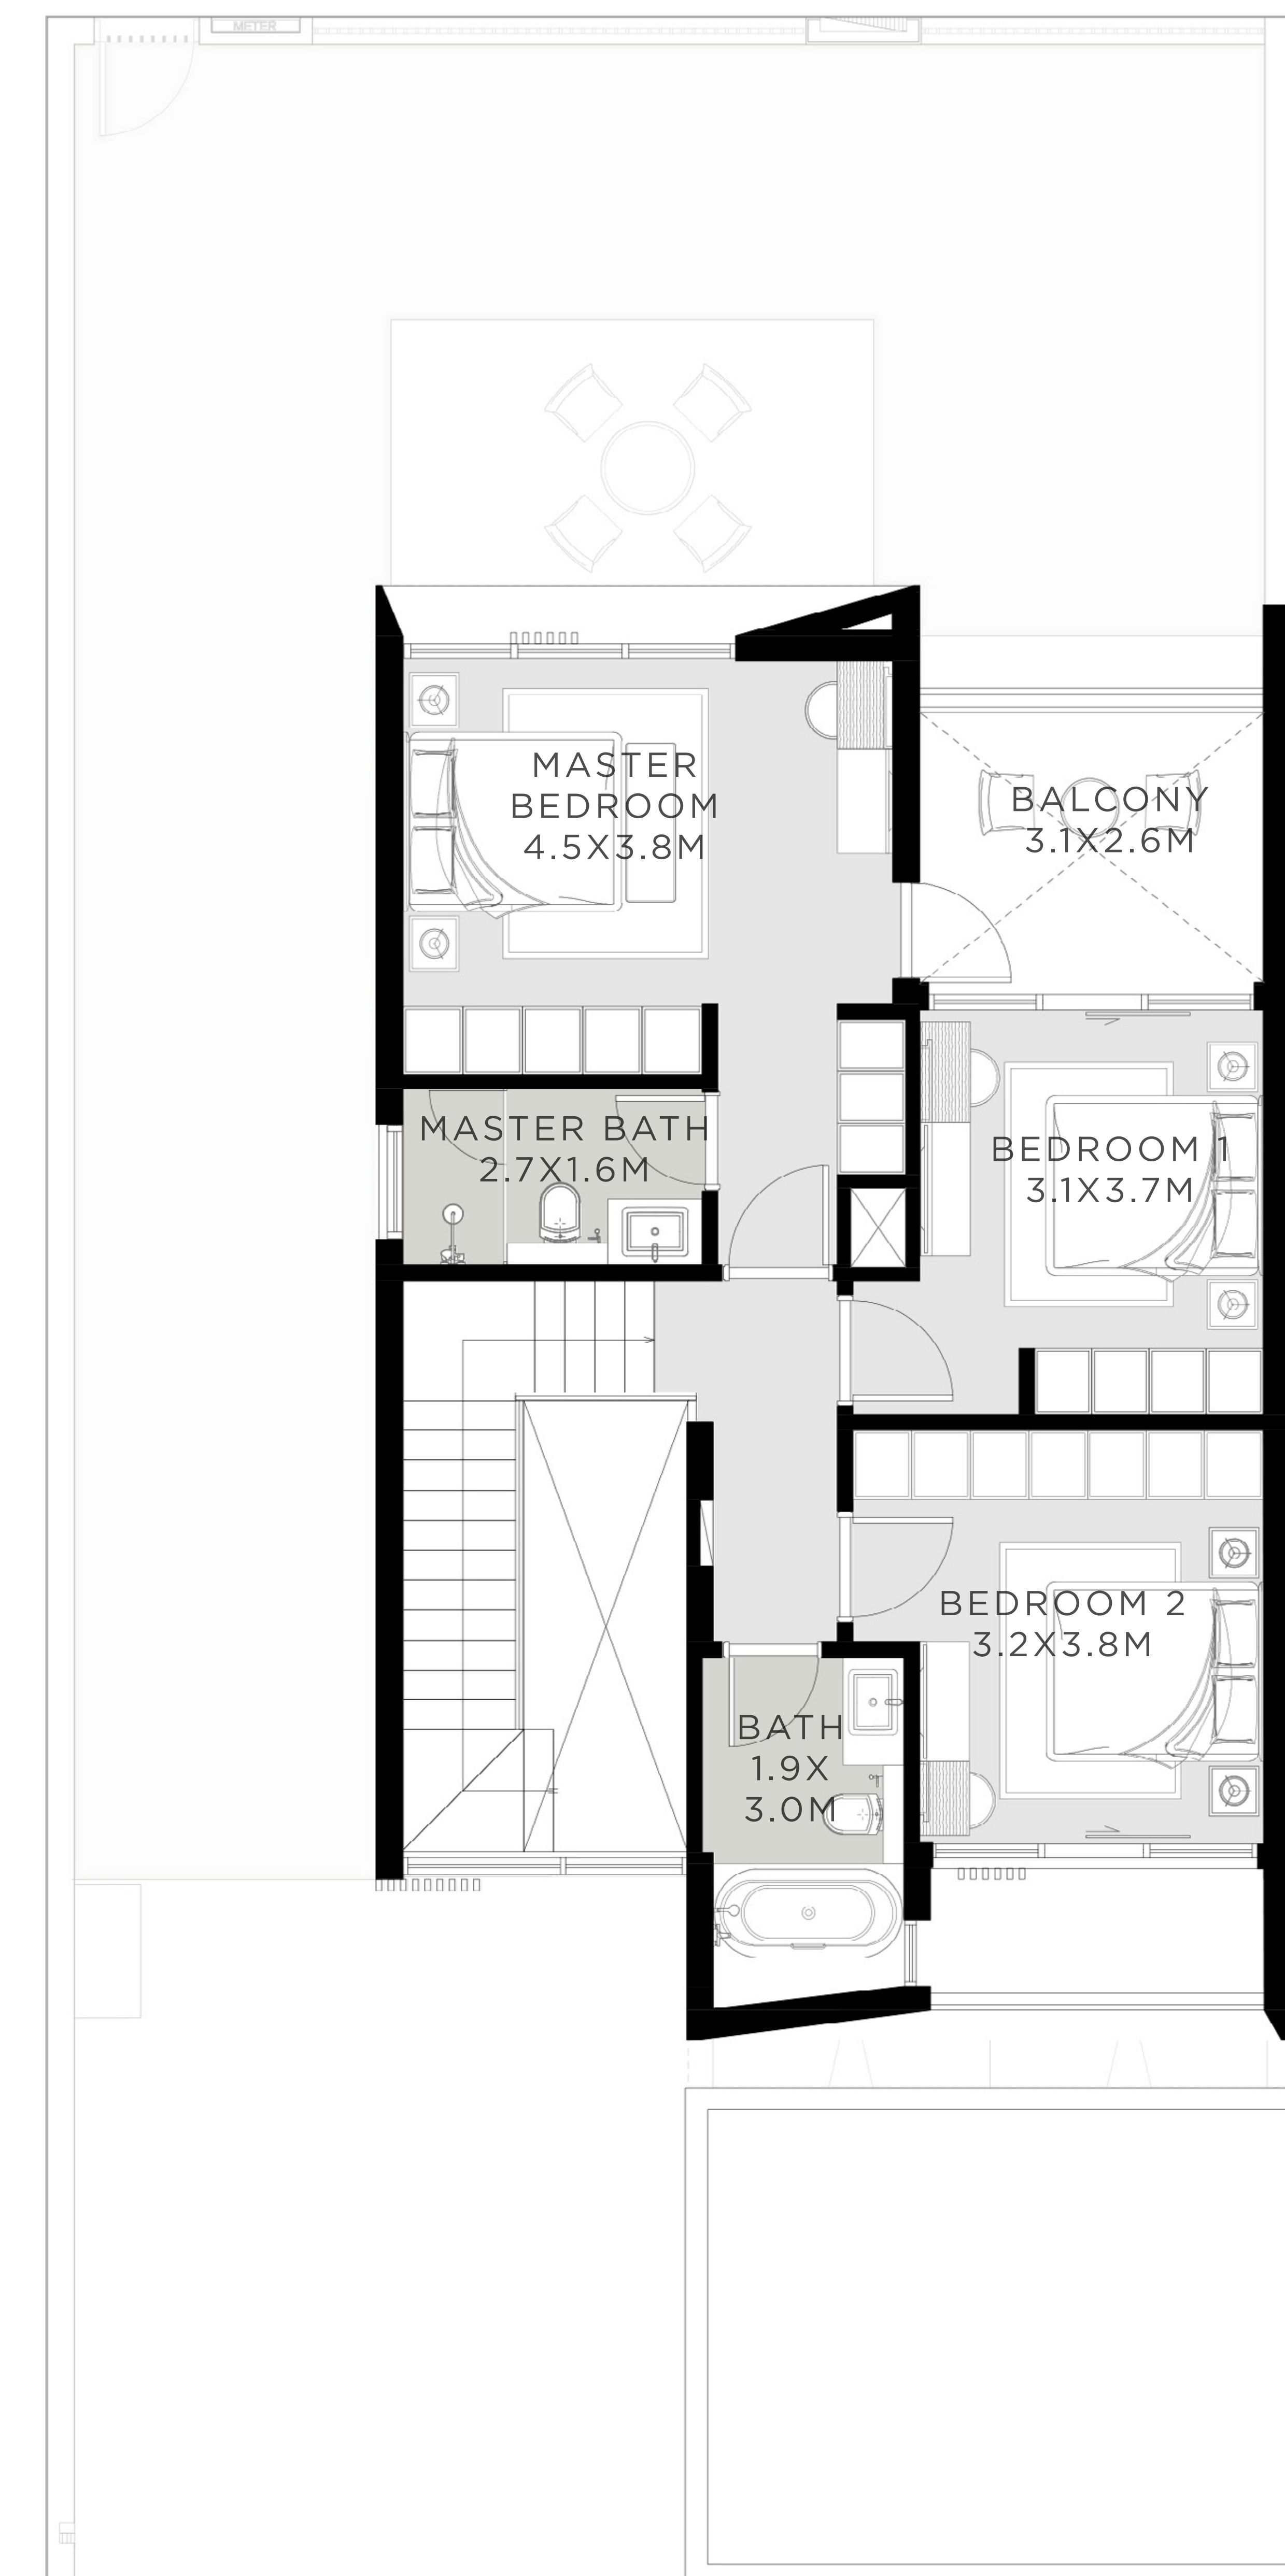 METER
MASTER
BEDROOM
4.5X3.8M
BALCONY
3.1X2.6M
MASTER BATH
2.7X1.6M
BEDROOM 1
3.1X3.7M
BEDROOM 2
3.2X3.8M
BATH
1.9X
3.0M